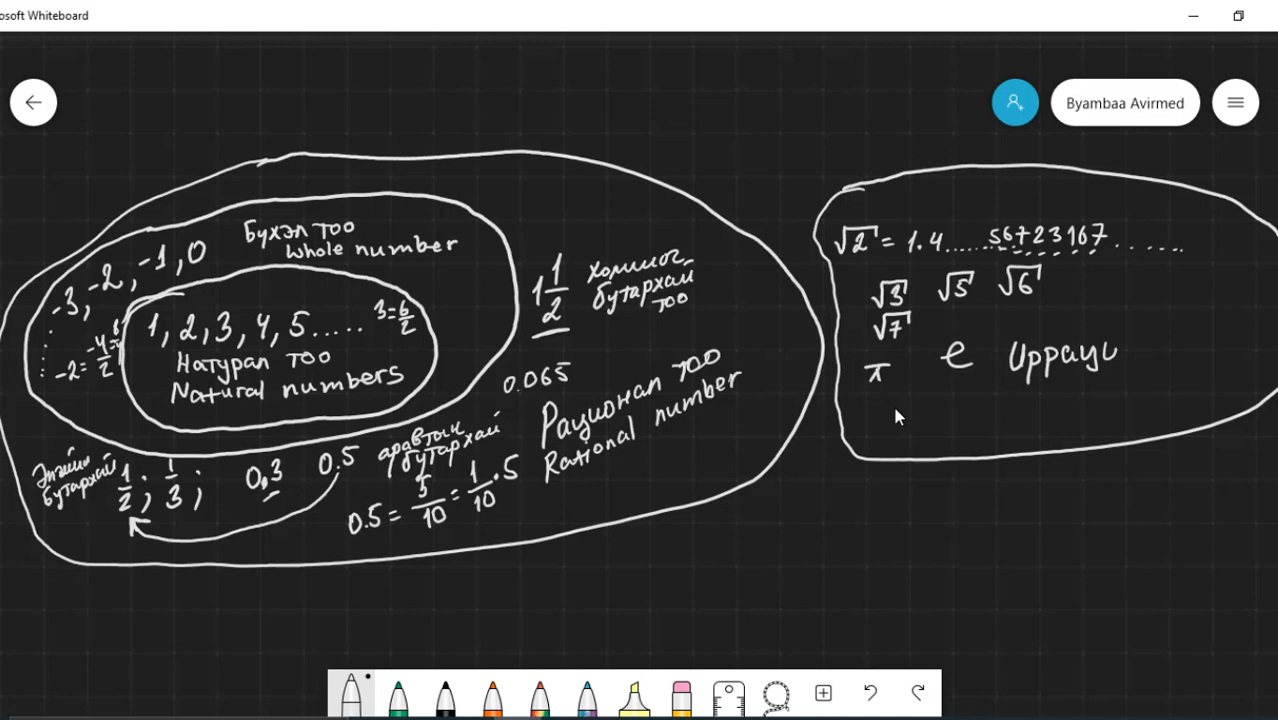 osoft Whiteboard
Byambaa Avirmed
Бүхэл тоо
Whole number
-3, -2, -1, 0
-2 = -4/2
1, 2, 3, 4, 5..... 3=6/2
Натурал тоо
Natural numbers
1 1/2 холимог
бутархай
тоо
0.065
Рационал тоо
Rational number
Энгийн
бутархай 1/2; 1/3; 0,3 0.5 аравтын
бутархай
0.5 = 5/10 = 1/10 · 5
√2 = 1.4......56723167......
√3 √5 √6
√7
π e Иррацы